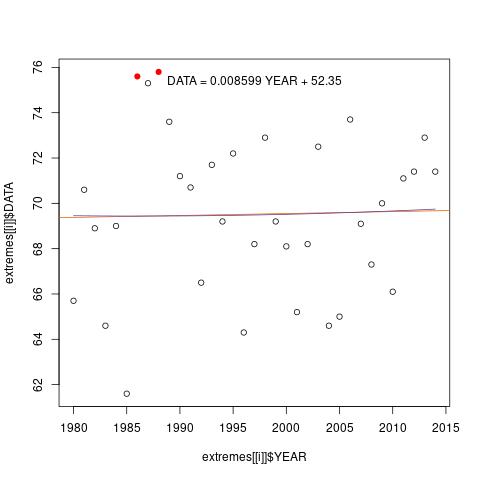 76
74
72
70
68
66
64
62
extremes[[i]]$DATA
DATA = 0.008599 YEAR + 52.35
1980 1985 1990 1995 2000 2005 2010 2015
extremes[[i]]$YEAR